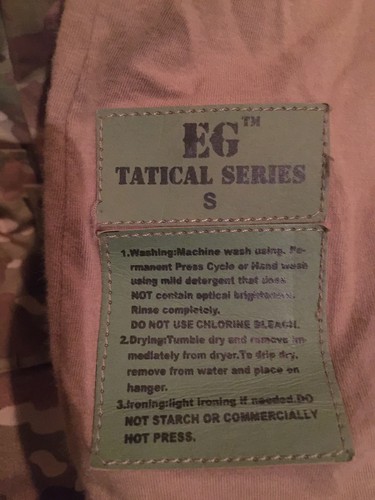 EG™
TATICAL SERIES
S
1.Washing:Machine wash using. Pe-
rmanent Press Cycle or Hand wash
using mild detergent that does
NOT contain optical brightners.
Rinse completely.
DO NOT USE CHLORINE BLEACH.
2.Drying:Tumble dry and remove im-
mediately from dryer.To drip dry,
remove from water and place on
hanger.
3.Ironing:light ironing if needed.DO
NOT STARCH OR COMMERCIALLY
HOT PRESS.